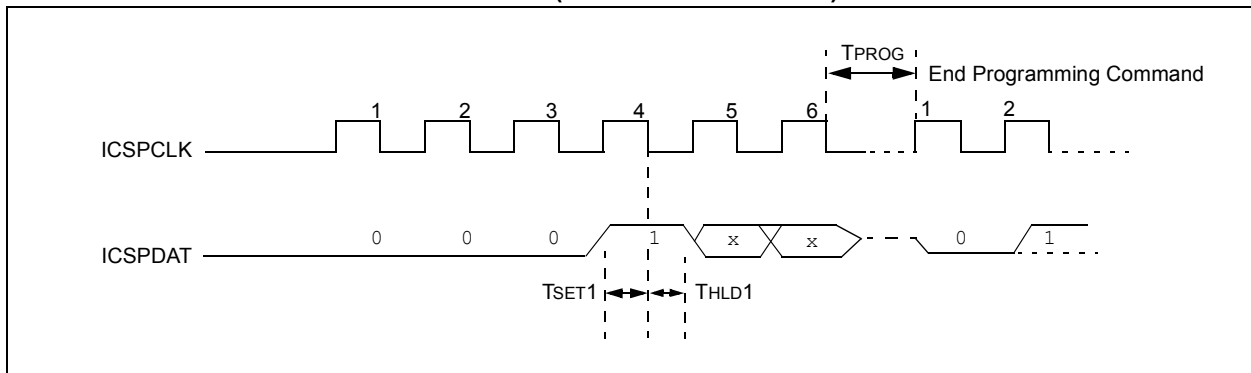 TPROG
End Programming Command
1 2 3 4 5 6 1 2
ICSPCLK
ICSPDAT
0 0 0 1 x x 0 1
TSET1 THLD1